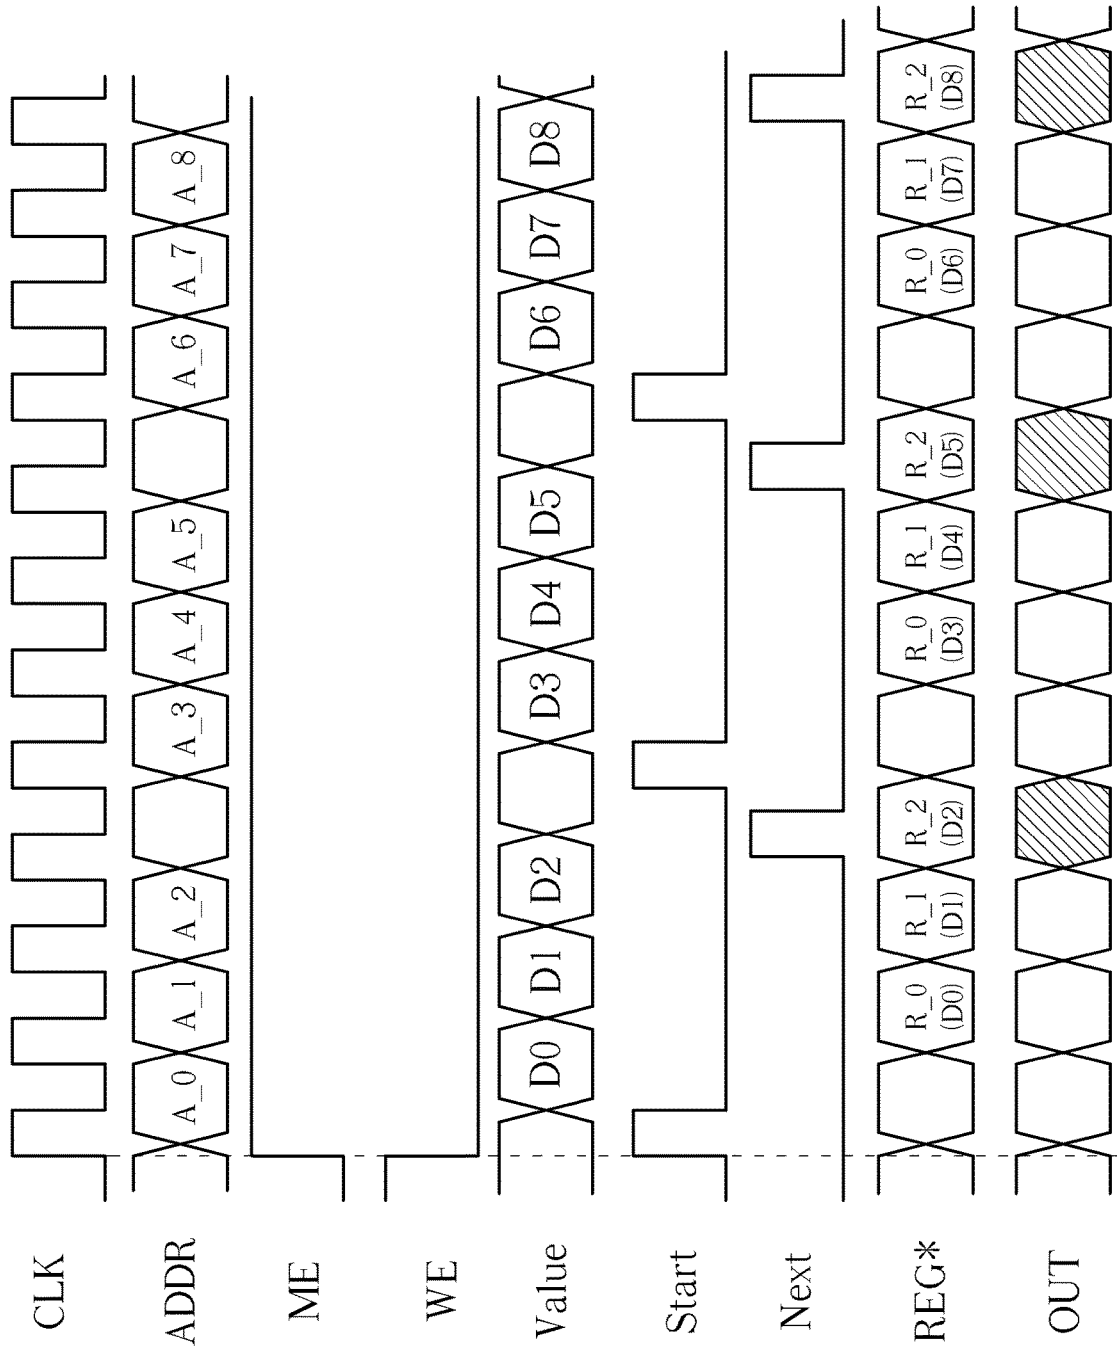 CLK
ADDR A_0 A_1 A_2 A_3 A_4 A_5 A_6 A_7 A_8
ME
WE
Value D0 D1 D2 D3 D4 D5 D6 D7 D8
Start
Next
REG* R_0 R_1 R_2 R_0 R_1 R_2 R_0 R_1 R_2
(D0) (D1) (D2) (D3) (D4) (D5) (D6) (D7) (D8)
OUT